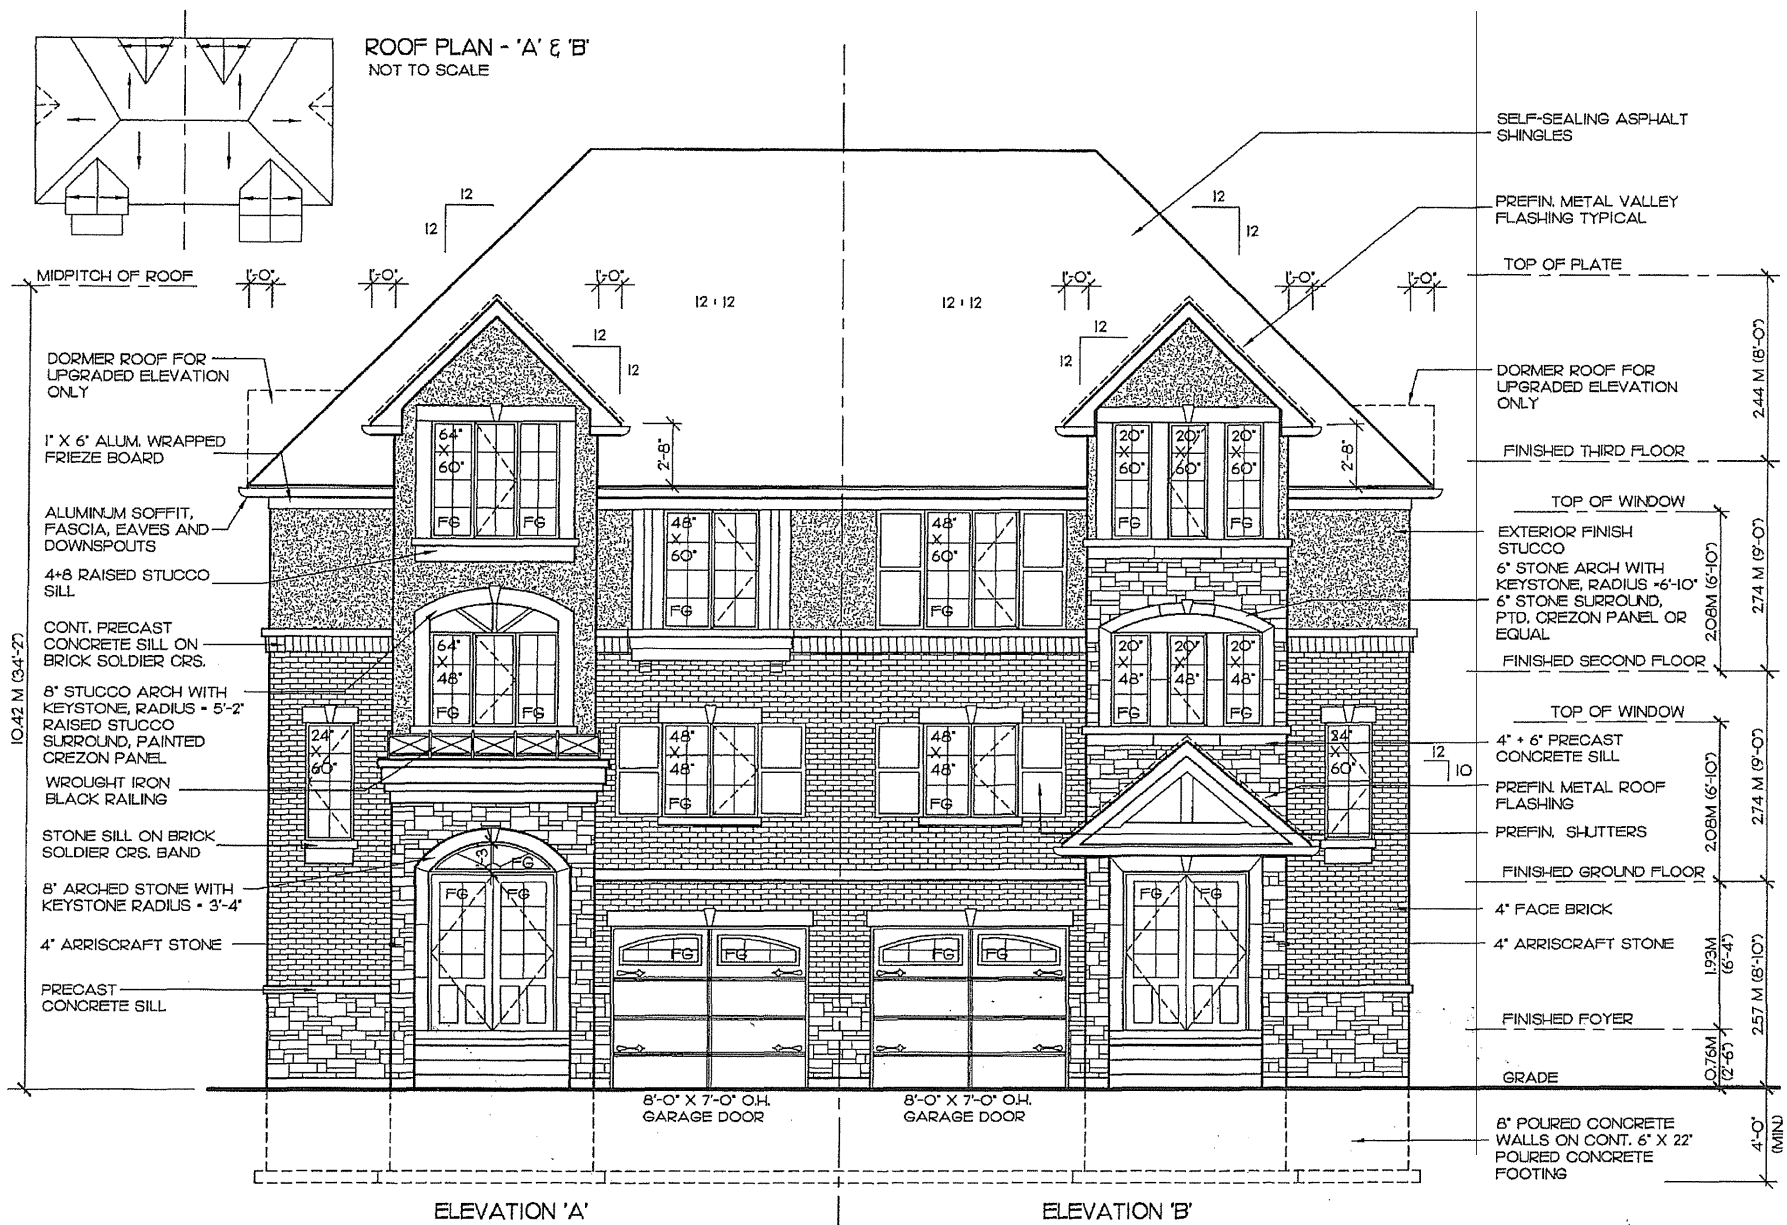 ROOF PLAN - 'A' & 'B'
NOT TO SCALE
MIDPITCH OF ROOF
1'-0"
1'-0"
1'-0"
1'-0"
1'-0"
1'-0"
12
12
12
12
12
12
12
12
12 : 12
12 : 12
12
10
10.42 M (34'-2")
DORMER ROOF FOR
UPGRADED ELEVATION
ONLY
1" X 6" ALUM. WRAPPED
FRIEZE BOARD
ALUMINUM SOFFIT,
FASCIA, EAVES AND
DOWNSPOUTS
4+8 RAISED STUCCO
SILL
CONT. PRECAST
CONCRETE SILL ON
BRICK SOLDIER CRS.
8" STUCCO ARCH WITH
KEYSTONE, RADIUS = 5'-2"
RAISED STUCCO
SURROUND, PAINTED
CREZON PANEL
WROUGHT IRON
BLACK RAILING
STONE SILL ON BRICK
SOLDIER CRS. BAND
8" ARCHED STONE WITH
KEYSTONE RADIUS = 3'-4"
4" ARRISCRAFT STONE
PRECAST
CONCRETE SILL
64"
X
60"
FG
FG
2'-8"
20"
X
60"
FG
20"
X
60"
20"
X
60"
FG
2'-8"
48"
X
60"
FG
48"
X
60"
FG
64"
X
48"
FG
FG
20"
X
48"
FG
20"
X
48"
FG
20"
X
48"
FG
24"
X
60"
48"
X
48"
FG
48"
X
48"
FG
24"
X
60"
FG
FG
FG
FG
FG
FG
FG
8'-0" X 7'-0" O.H.
GARAGE DOOR
8'-0" X 7'-0" O.H.
GARAGE DOOR
SELF-SEALING ASPHALT
SHINGLES
PREFIN. METAL VALLEY
FLASHING TYPICAL
TOP OF PLATE
DORMER ROOF FOR
UPGRADED ELEVATION
ONLY
FINISHED THIRD FLOOR
TOP OF WINDOW
EXTERIOR FINISH
STUCCO
6" STONE ARCH WITH
KEYSTONE, RADIUS =6'-10"
6" STONE SURROUND,
PTD. CREZON PANEL OR
EQUAL
FINISHED SECOND FLOOR
TOP OF WINDOW
4" + 6" PRECAST
CONCRETE SILL
PREFIN. METAL ROOF
FLASHING
PREFIN. SHUTTERS
FINISHED GROUND FLOOR
4" FACE BRICK
4" ARRISCRAFT STONE
FINISHED FOYER
GRADE
8" POURED CONCRETE
WALLS ON CONT. 6" X 22"
POURED CONCRETE
FOOTING
2.44 M (8'-0")
2.74 M (9'-0")
2.08M (6'-10")
2.74 M (9'-0")
2.08M (6'-10")
1.93M
(6'-4")
2.57 M (8'-10")
0.76M
(2'-6")
4'-0"
(MIN.)
ELEVATION 'A'
ELEVATION 'B'